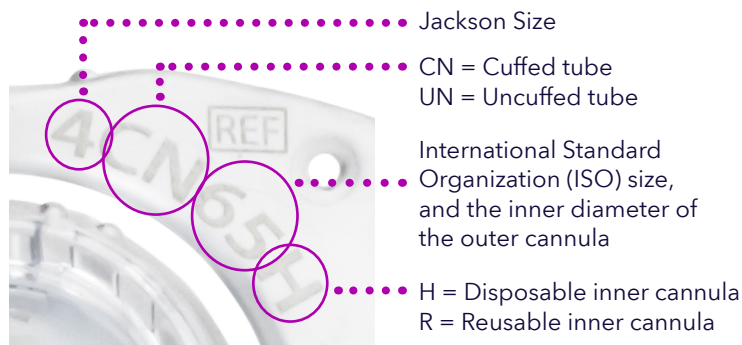 Jackson Size
CN = Cuffed tube
UN = Uncuffed tube
4CN65H
REF
International Standard
Organization (ISO) size,
and the inner diameter of
the outer cannula
H = Disposable inner cannula
R = Reusable inner cannula